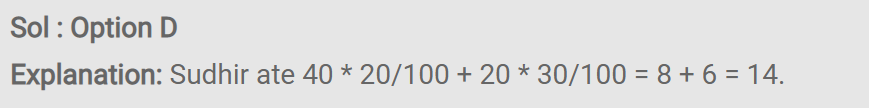 Sol : Option D
Explanation: Sudhir ate 40 * 20/100 + 20 * 30/100 = 8 + 6 = 14.